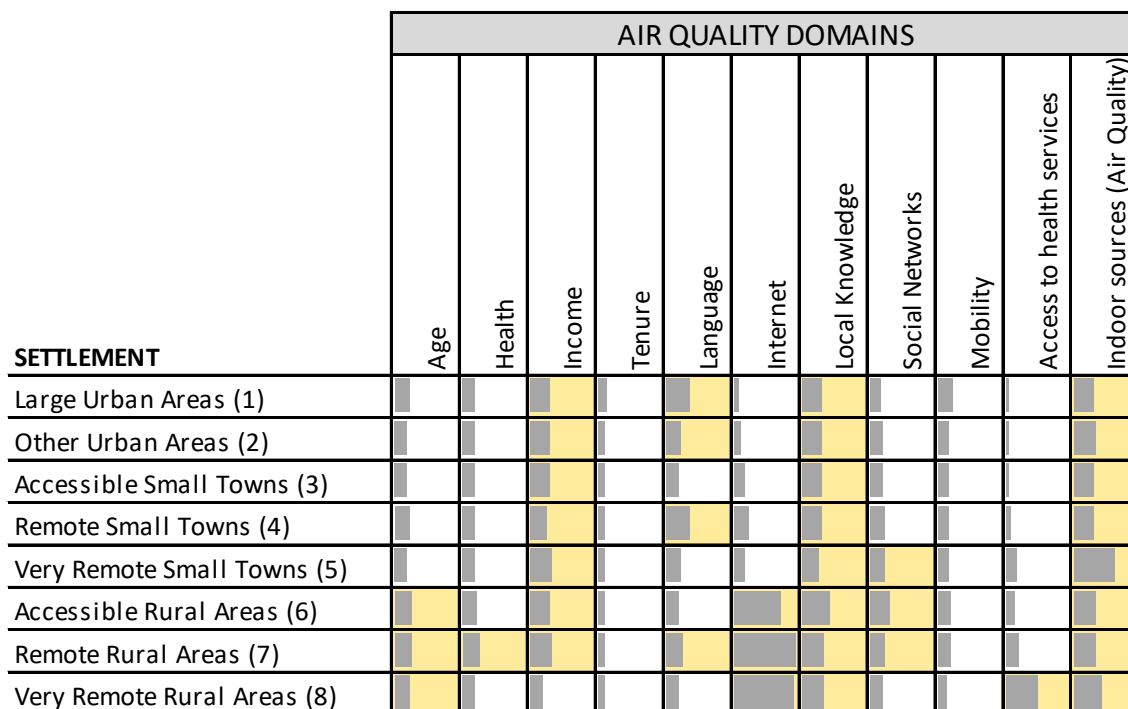 AIR QUALITY DOMAINS
SETTLEMENT
Age
Health
Income
Tenure
Language
Internet
Local Knowledge
Social Networks
Mobility
Access to health services
Indoor sources (Air Quality)
Large Urban Areas (1)
Other Urban Areas (2)
Accessible Small Towns (3)
Remote Small Towns (4)
Very Remote Small Towns (5)
Accessible Rural Areas (6)
Remote Rural Areas (7)
Very Remote Rural Areas (8)